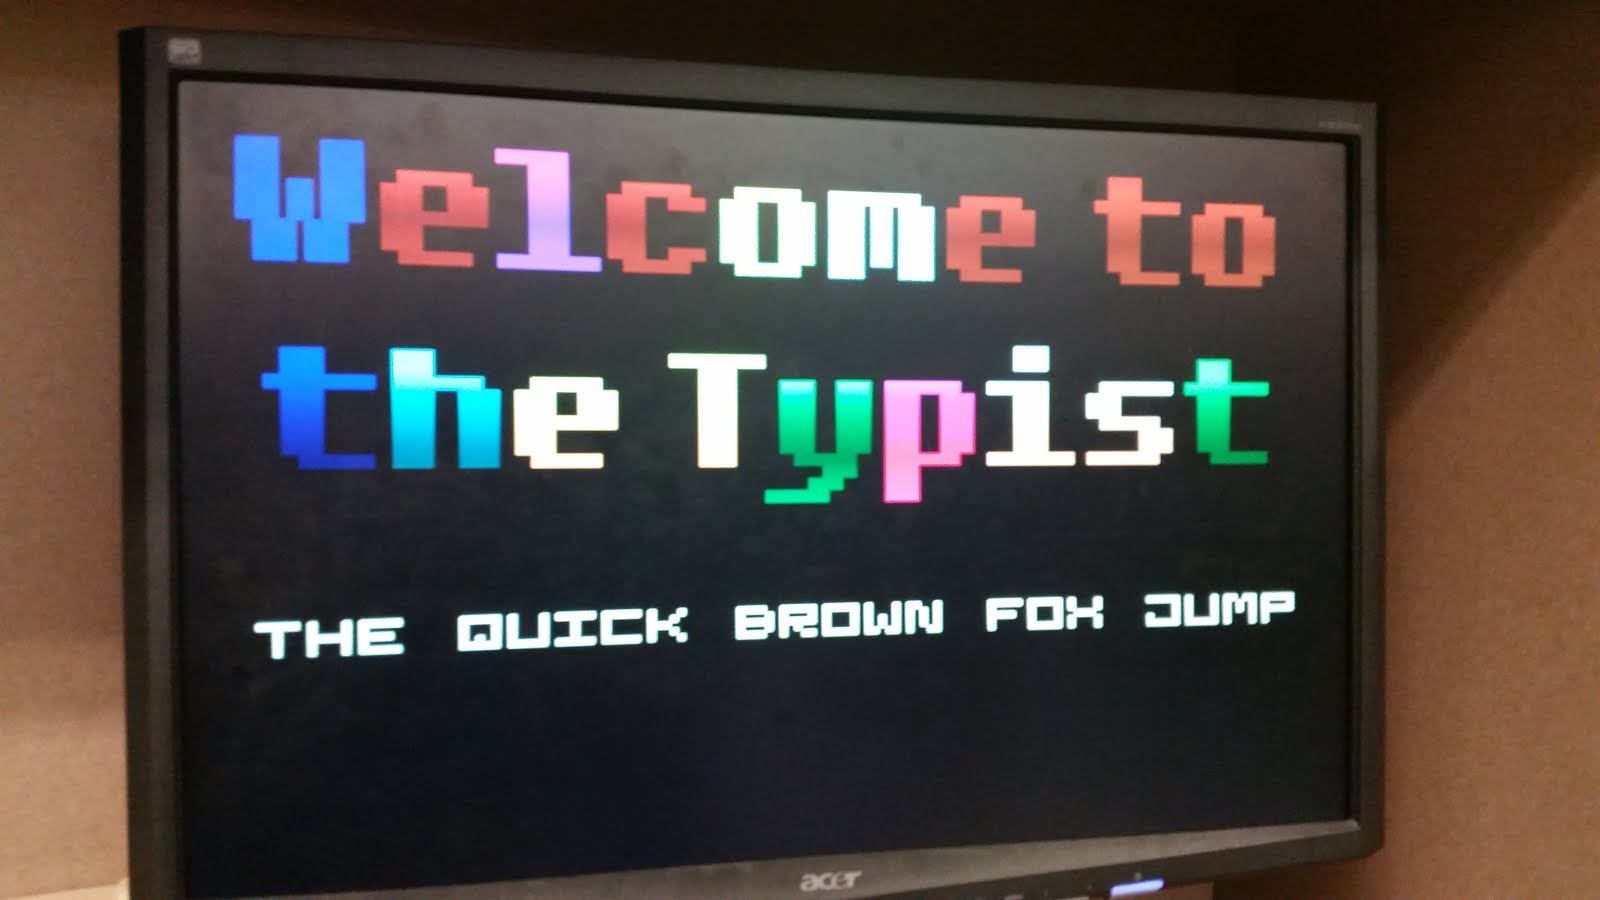 Welcome to
the Typist
THE QUICK BROWN FOX JUMP
acer